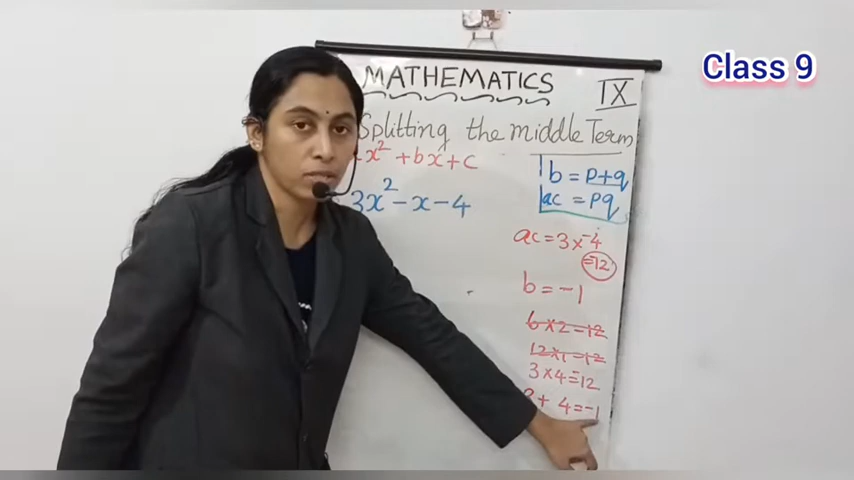 Class 9
MATHEMATICS
IX
Splitting the middle Term
x² + bx + c
b = p+q
ac = pq
3x² - x - 4
ac = 3 x -4
= -12
b = -1
6 x 2 = 12
12 x 1 = 12
3 x 4 = 12
+ 4 = -1